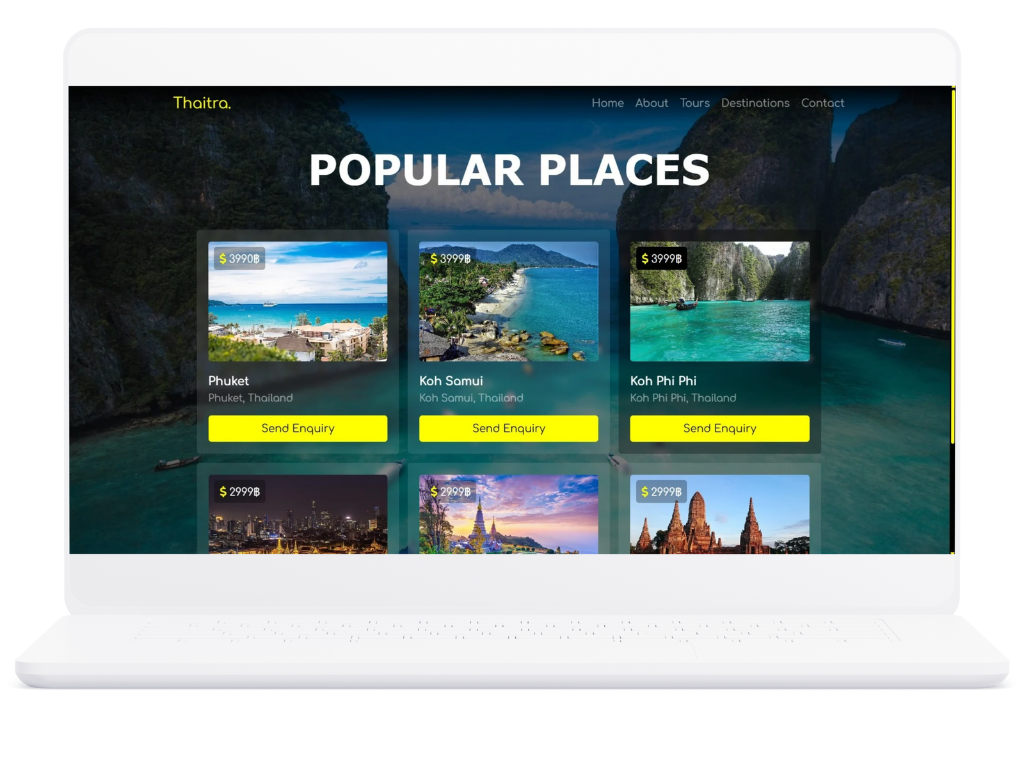 Thaitra.
Home About Tours Destinations Contact
POPULAR PLACES
$ 3990฿
$ 3999฿
$ 3999฿
Phuket
Phuket, Thailand
Send Enquiry
Koh Samui
Koh Samui, Thailand
Send Enquiry
Koh Phi Phi
Koh Phi Phi, Thailand
Send Enquiry
$ 2999฿
$ 2999฿
$ 2999฿